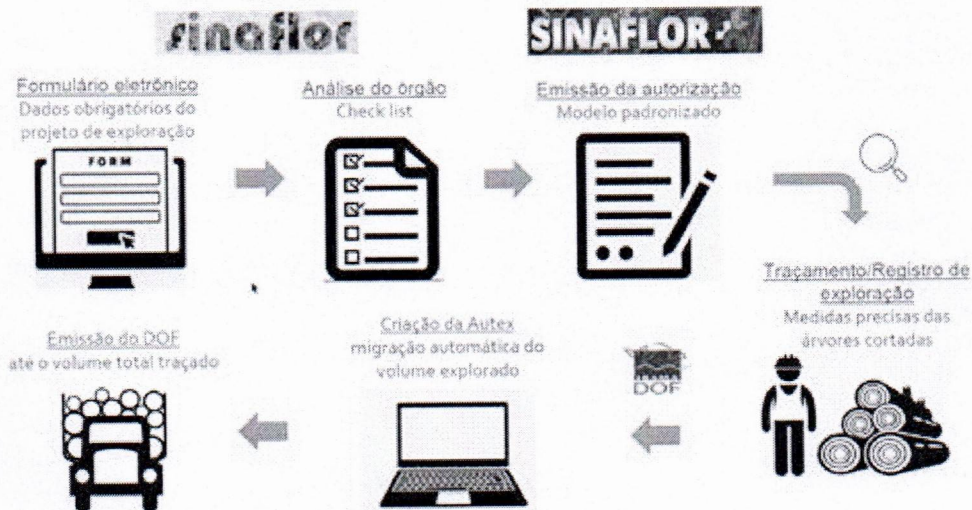 sinaflor
SINAFLOR
Formulário eletrônico
Dados obrigatórios do
projeto de exploração
FORM
Análise do órgão
Check list
Emissão da autorização
Modelo padronizado
Traçamento/Registro de
exploração
Medidas precisas das
árvores cortadas
DOF
Criação da Autex
migração automática do
volume explorado
Emissão do DOF
até o volume total traçado